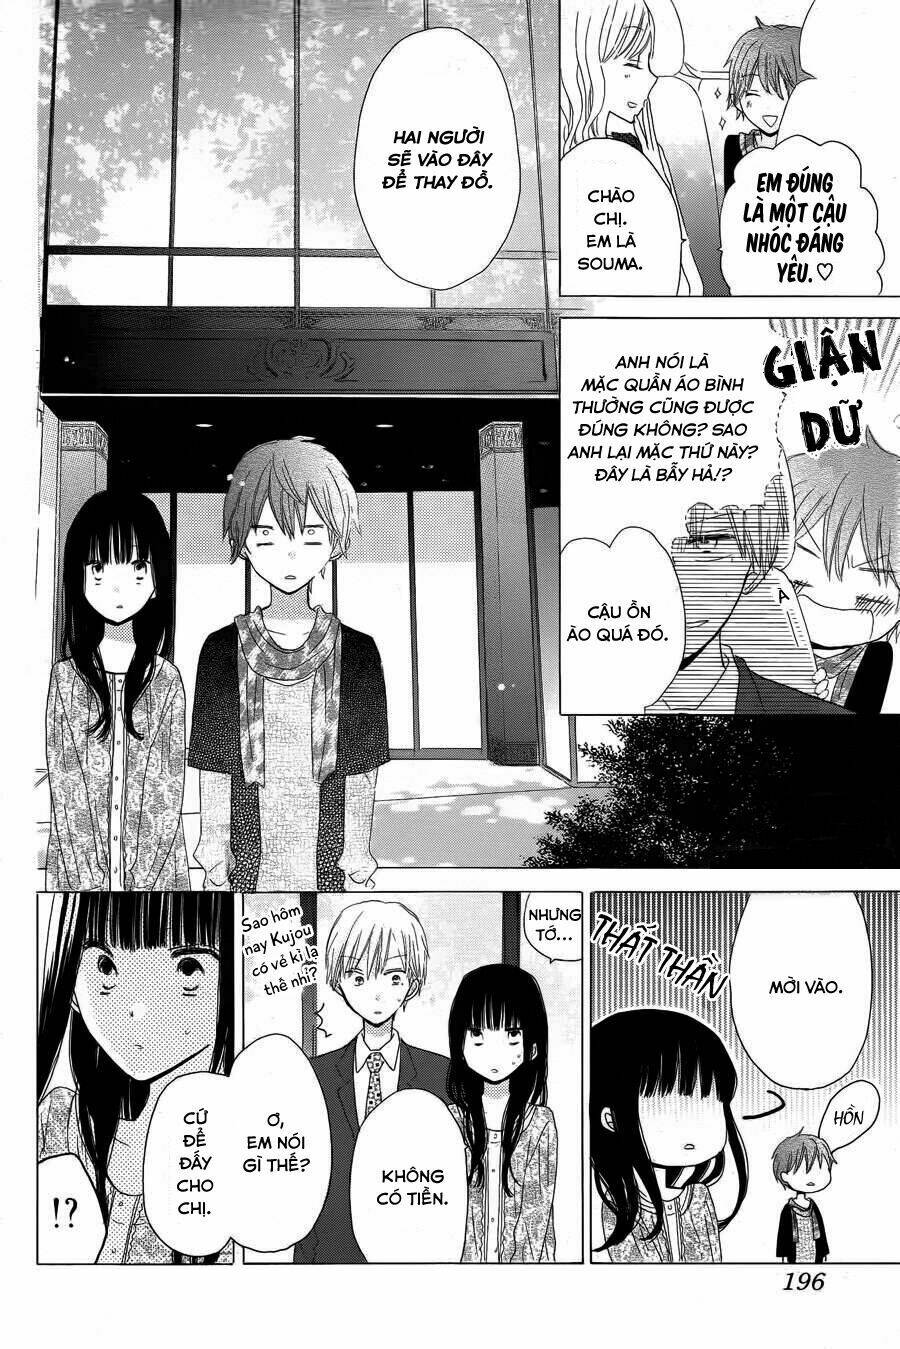 CHÀO
CHỊ.
EM LÀ
SOUMA.
EM ĐÚNG
LÀ MỘT CẬU
NHÓC ĐÁNG
YÊU.♡
ANH NÓI LÀ
MẶC QUẦN ÁO BÌNH
THƯỜNG CŨNG ĐƯỢC
ĐÚNG KHÔNG? SAO
ANH LẠI MẶC THỨ NÀY?
ĐÂY LÀ BẪY HẢ!?
GIẬN
DỮ
CẬU ỒN
ÀO QUÁ ĐÓ.
À
HAI NGƯỜI
SẼ VÀO ĐÂY
ĐỂ THAY ĐỒ.
MỜI VÀO.
THẤT THẦN
HỒN
NHƯNG
TỚ...
Sao hôm
nay Kujou
có vẻ kì lạ
thế nhỉ?
KHÔNG
CÓ TIỀN.
Ơ,
EM NÓI
GÌ THẾ?
CỨ
ĐỂ
ĐẤY
CHO
CHỊ.
!?
196